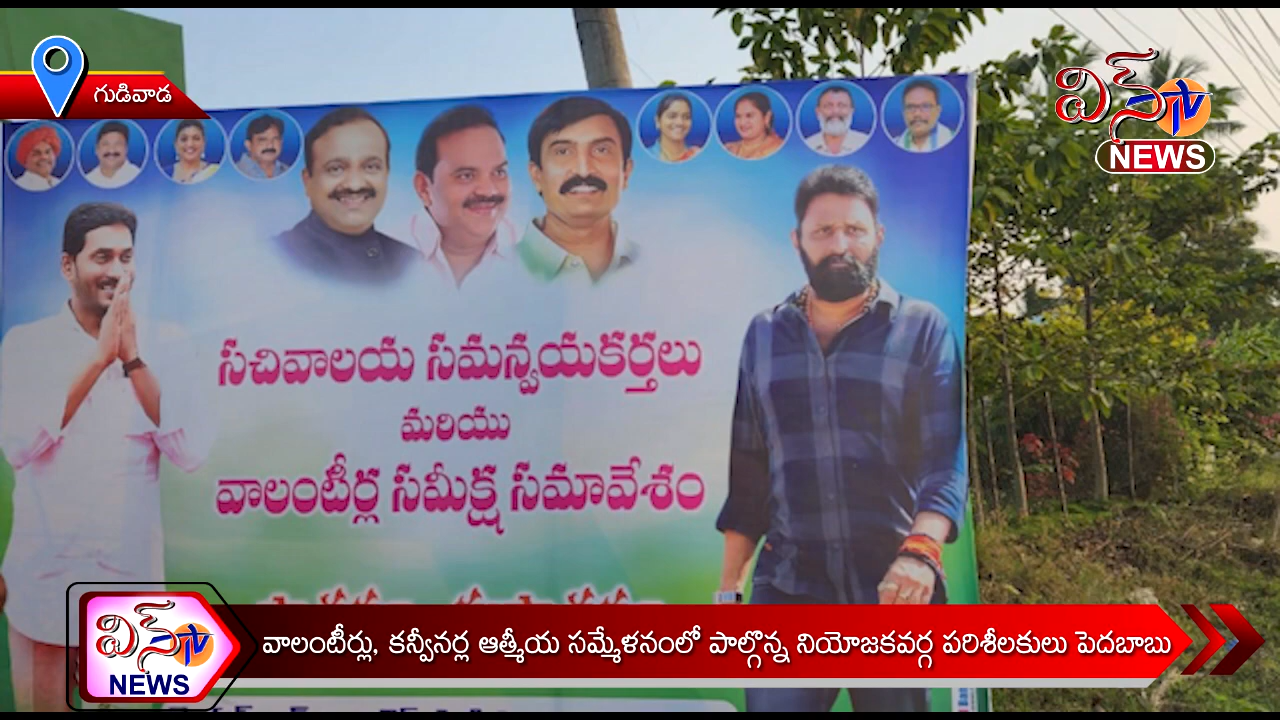 గుడివాడ
విన్ TV
NEWS
సచివాలయ సమన్వయకర్తలు
మరియు
వాలంటీర్ల సమీక్ష సమావేశం
విన్ TV
NEWS
వాలంటీర్లు, కన్వీనర్ల ఆత్మీయ సమ్మేళనంలో పాల్గొన్న నియోజకవర్గ పరిశీలకులు పెదబాబు